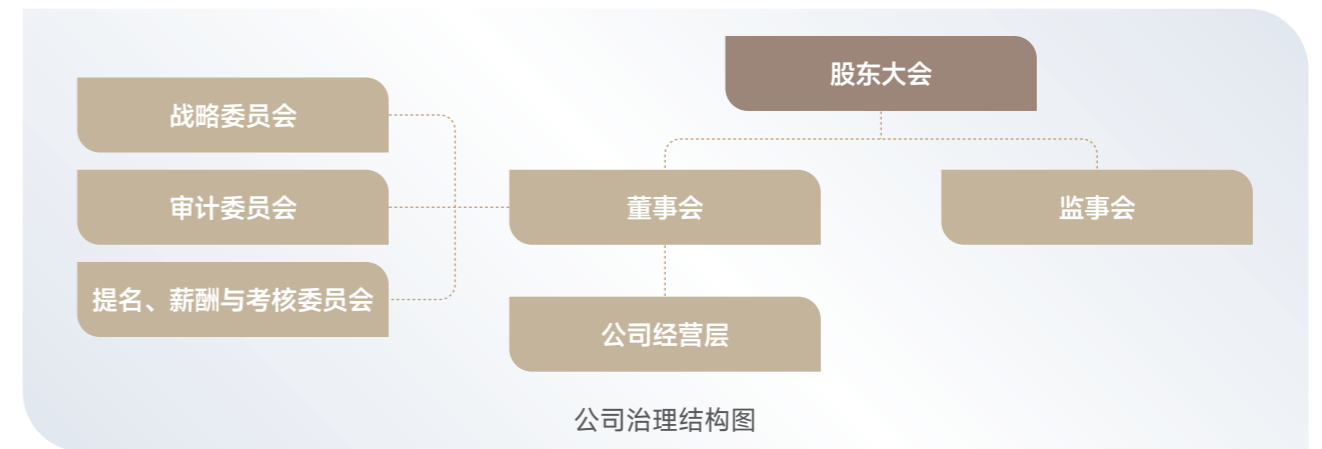 股东大会
战略委员会
审计委员会
董事会
监事会
提名、薪酬与考核委员会
公司经营层
公司治理结构图